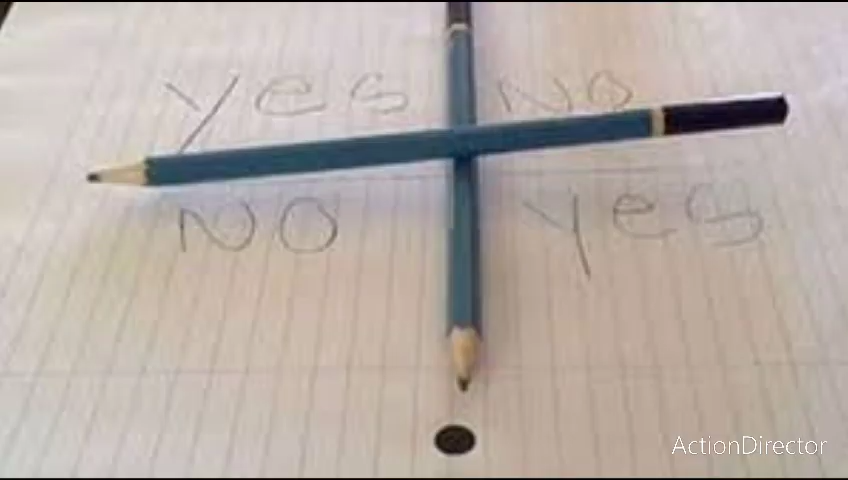 Yes No
No Yes
ActionDirector